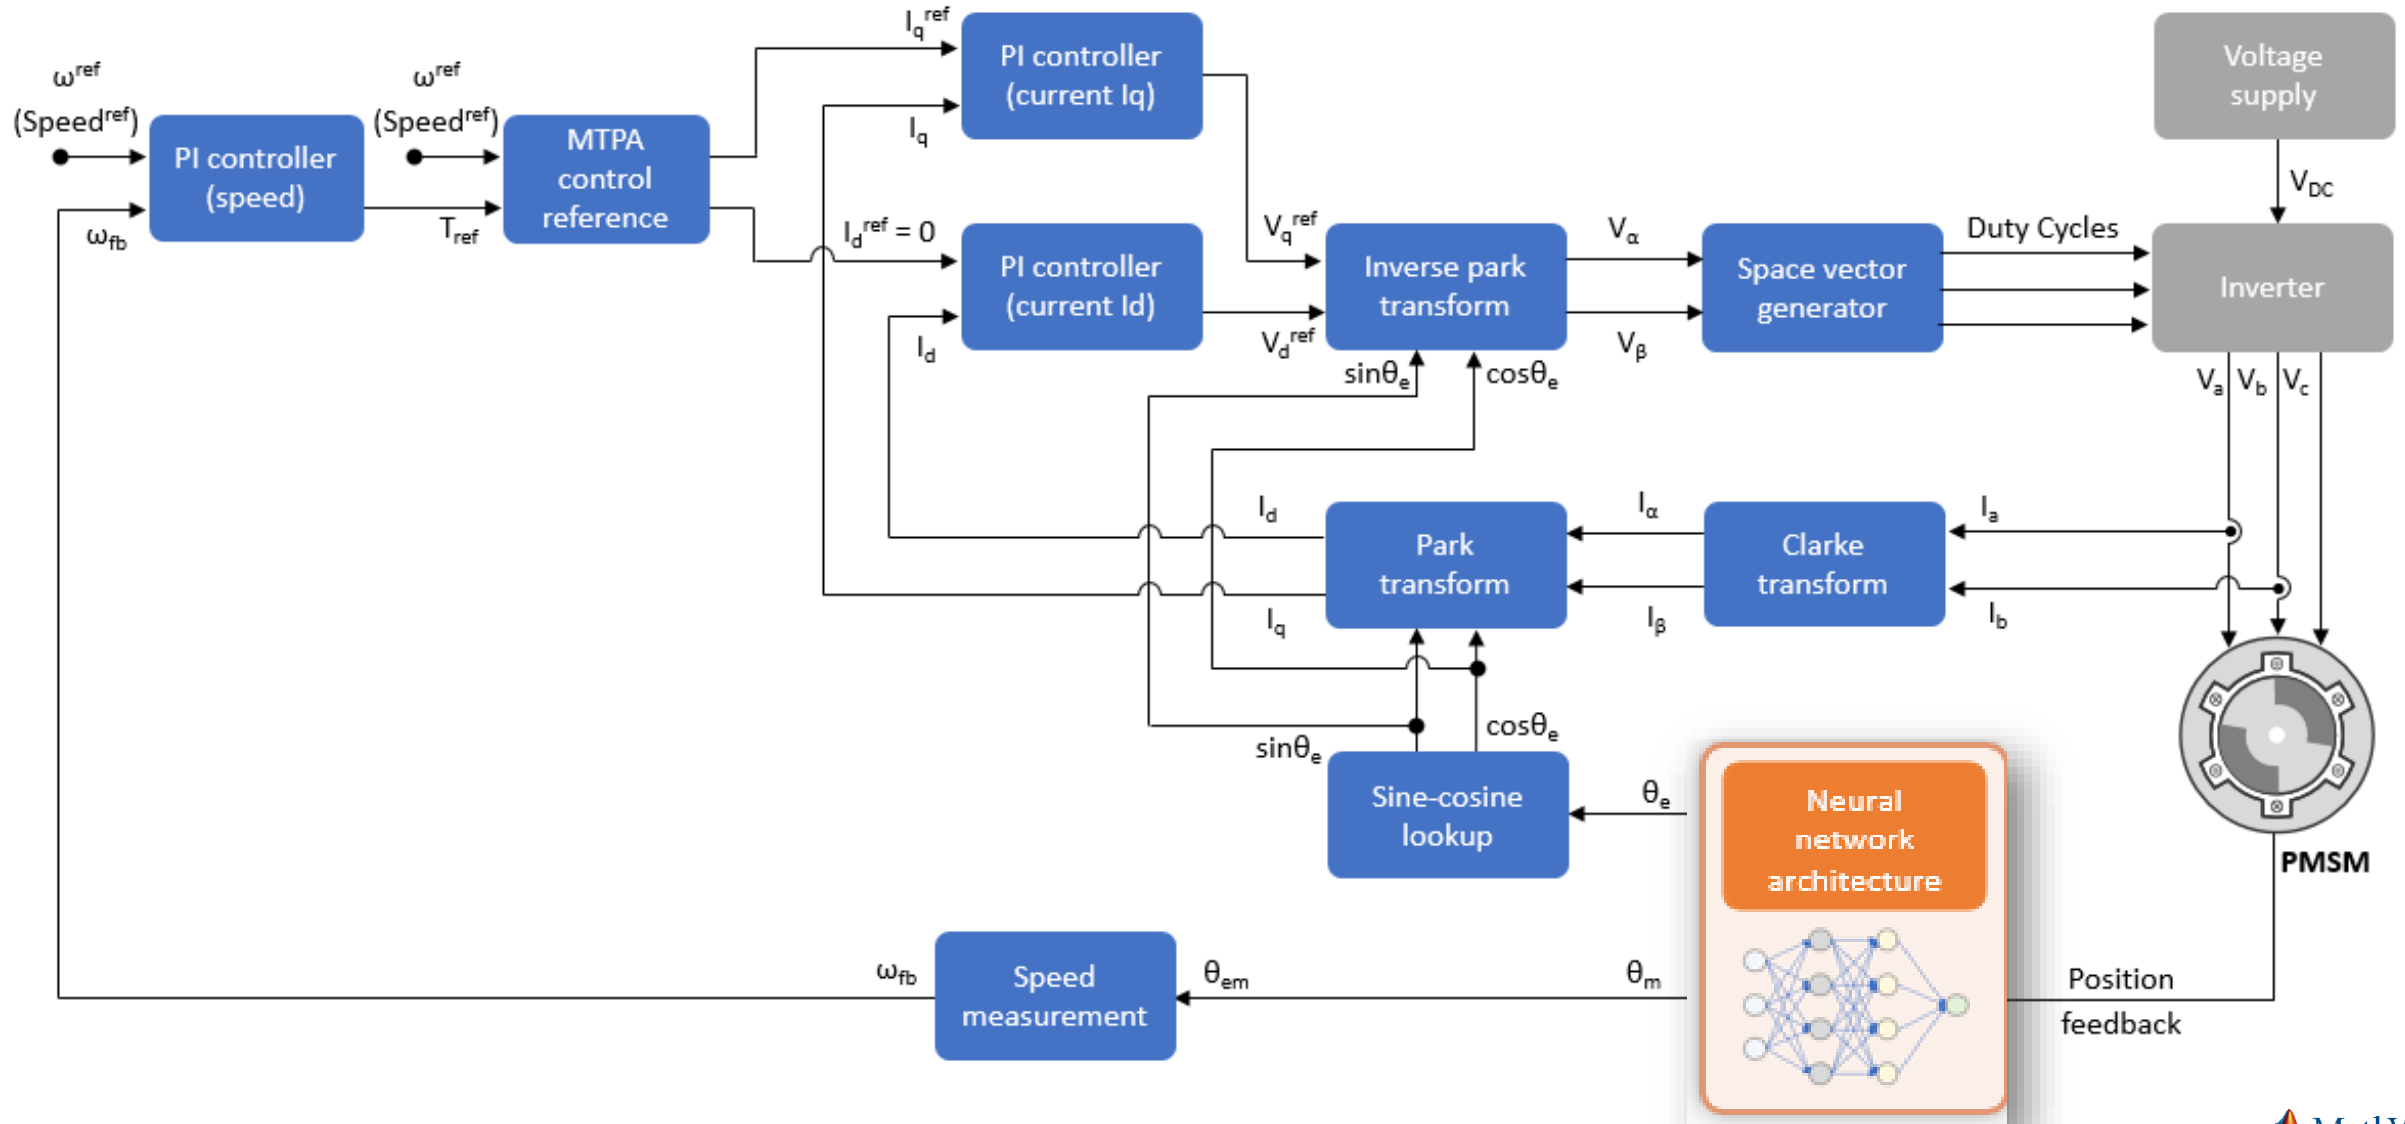 ω^ref
(Speed^ref)
ω_fb
PI controller
(speed)
ω^ref
(Speed^ref)
T_ref
MTPA
control
reference
I_q^ref
I_q
PI controller
(current Iq)
I_d^ref = 0
I_d
PI controller
(current Id)
V_q^ref
V_d^ref
Inverse park
transform
sinθ_e
cosθ_e
V_α
V_β
Space vector
generator
Duty Cycles
Voltage
supply
V_DC
Inverter
V_a V_b V_c
I_a
I_b
Clarke
transform
I_α
I_β
Park
transform
I_d
I_q
sinθ_e
cosθ_e
Sine-cosine
lookup
θ_e
Neural
network
architecture
PMSM
Position
feedback
θ_m
θ_em
Speed
measurement
ω_fb